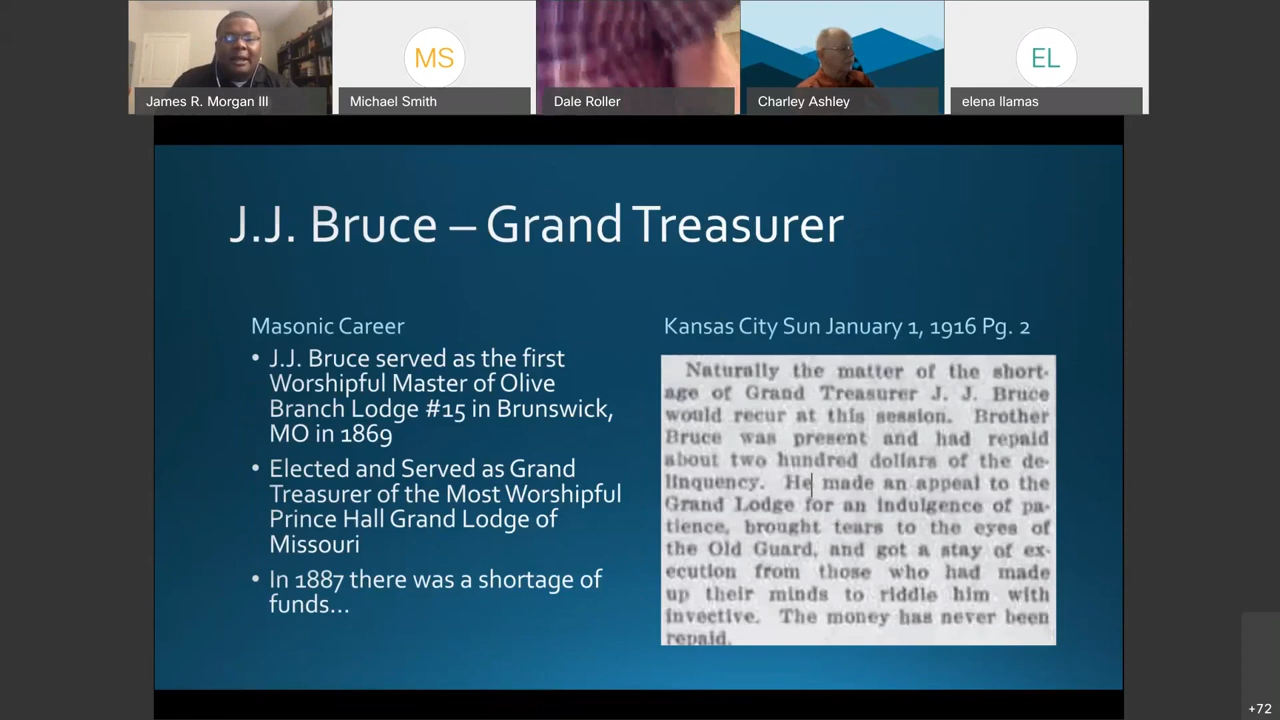 James R. Morgan III
MS
Michael Smith
Dale Roller
Charley Ashley
EL
elena llamas
J.J. Bruce – Grand Treasurer
Masonic Career
• J.J. Bruce served as the first
Worshipful Master of Olive
Branch Lodge #15 in Brunswick,
MO in 1869
• Elected and Served as Grand
Treasurer of the Most Worshipful
Prince Hall Grand Lodge of
Missouri
• In 1887 there was a shortage of
funds...
Kansas City Sun January 1, 1916 Pg. 2
Naturally the matter of the short-
age of Grand Treasurer J. J. Bruce
would recur at this session. Brother
Bruce was present and had repaid
about two hundred dollars of the de-
linquency. He made an appeal to the
Grand Lodge for an indulgence of pa-
tience, brought tears to the eyes of
the Old Guard, and got a stay of ex-
ecution from those who had made
up their minds to riddle him with
invective. The money has never been
repaid.
+72